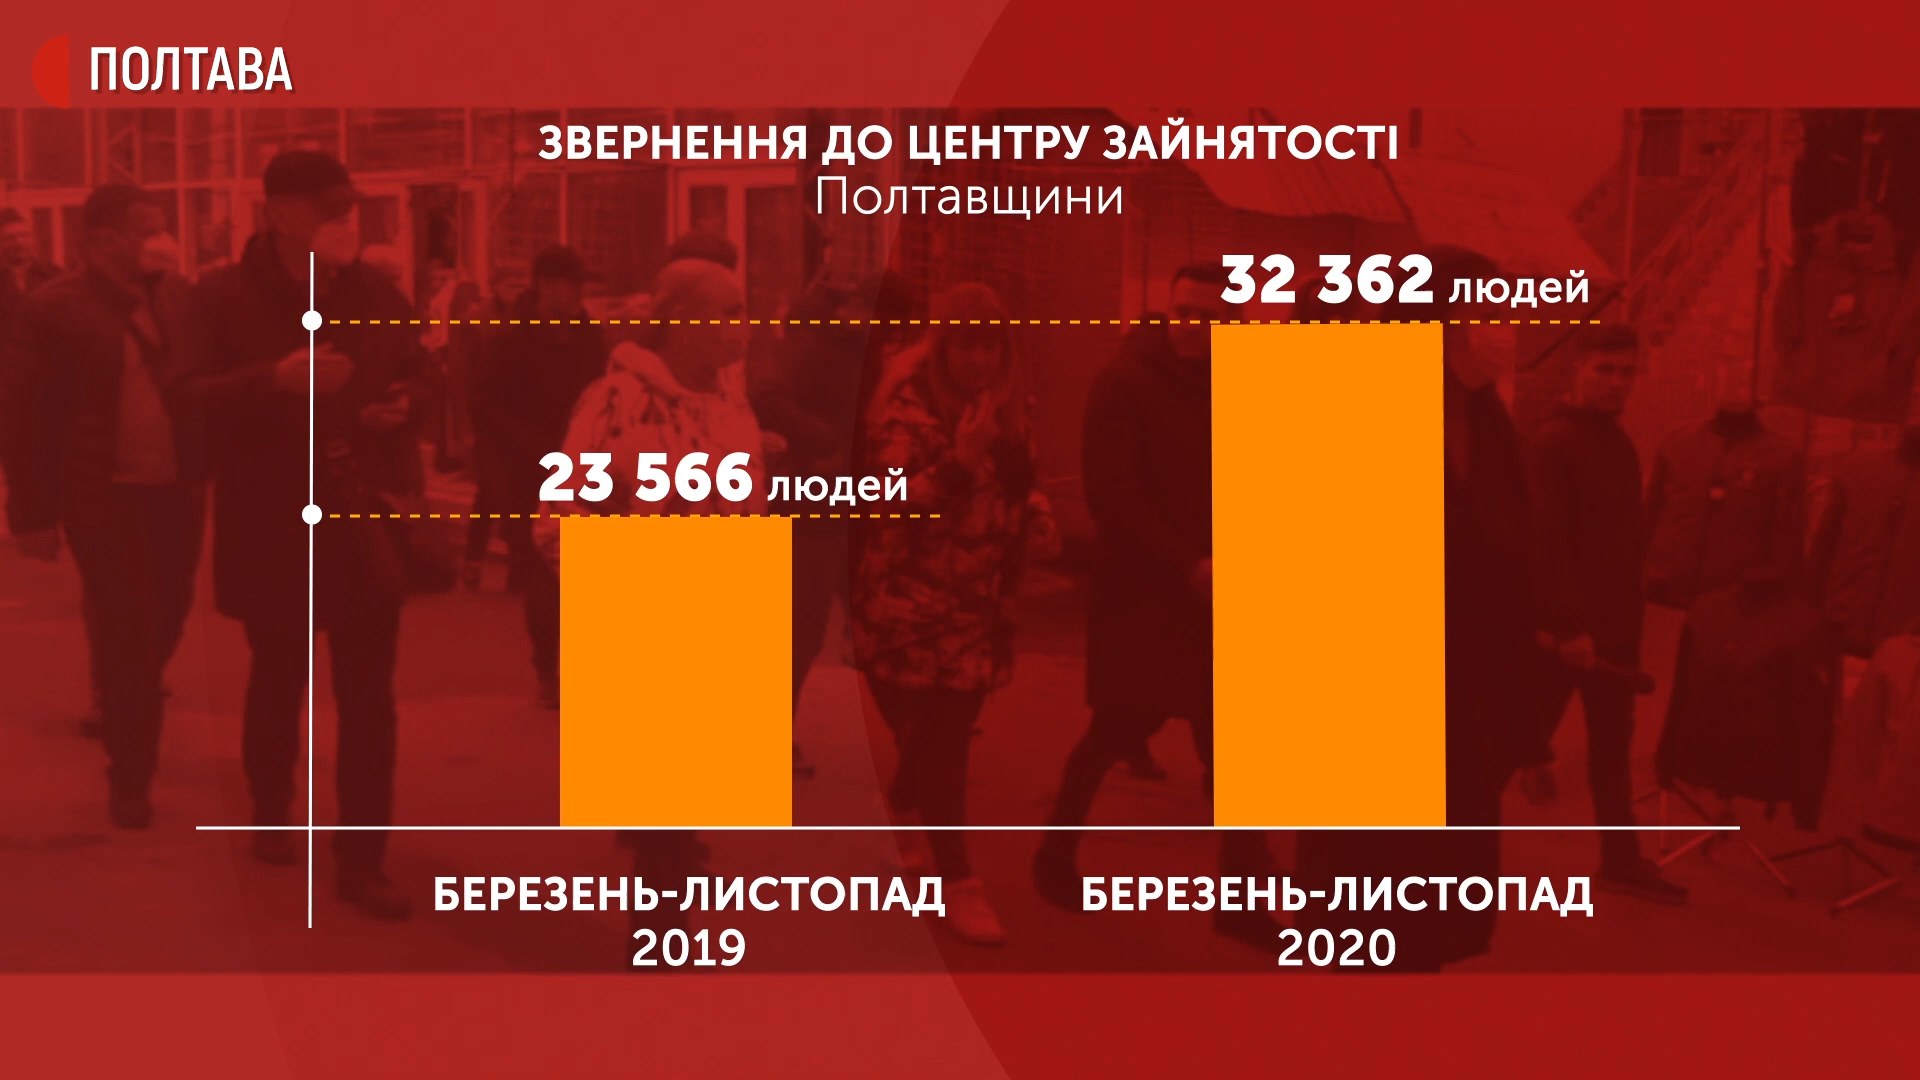 ПОЛТАВА
ЗВЕРНЕННЯ ДО ЦЕНТРУ ЗАЙНЯТОСТІ
Полтавщини
32 362 людей
23 566 людей
БЕРЕЗЕНЬ-ЛИСТОПАД
2019
БЕРЕЗЕНЬ-ЛИСТОПАД
2020